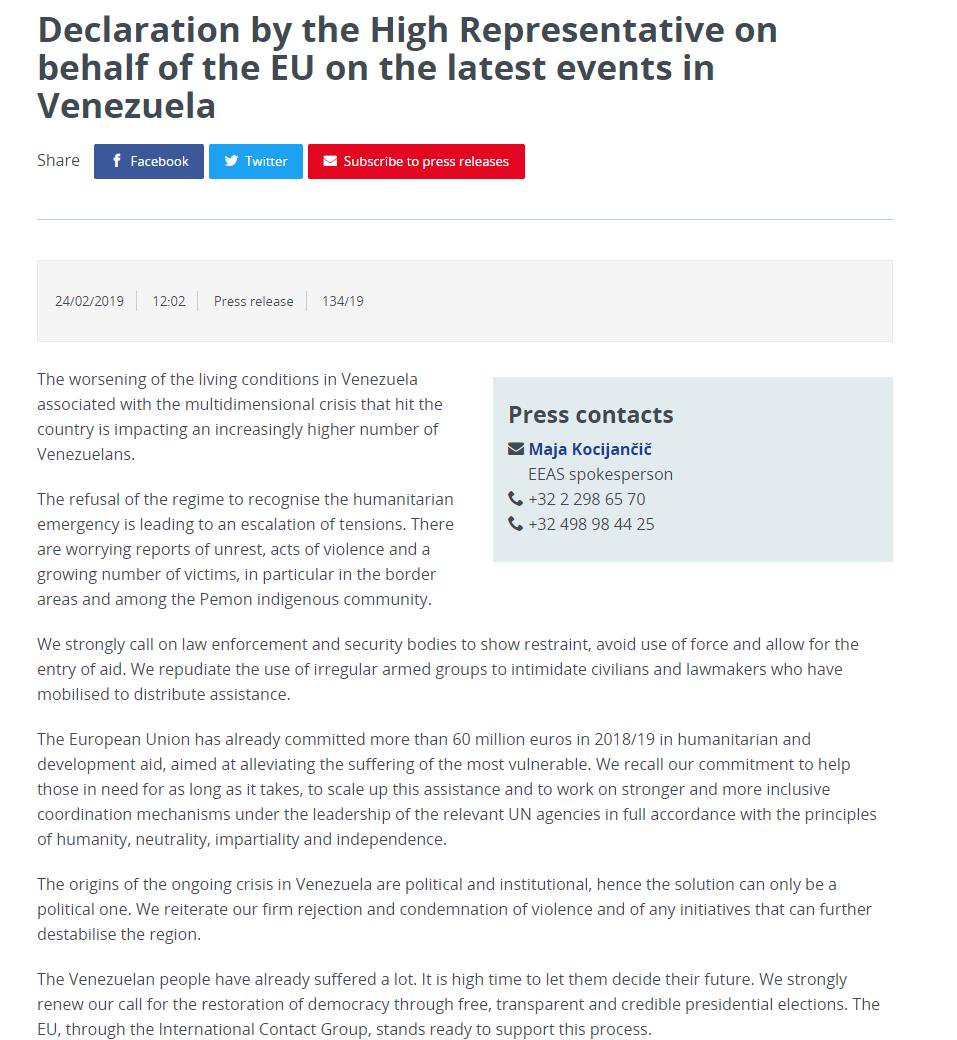 Declaration by the High Representative on
behalf of the EU on the latest events in
Venezuela
Share
Facebook
Twitter
Subscribe to press releases
24/02/2019
12:02
Press release
134/19
The worsening of the living conditions in Venezuela
associated with the multidimensional crisis that hit the
country is impacting an increasingly higher number of
Venezuelans.
The refusal of the regime to recognise the humanitarian
emergency is leading to an escalation of tensions. There
are worrying reports of unrest, acts of violence and a
growing number of victims, in particular in the border
areas and among the Pemon indigenous community.
Press contacts
Maja Kocijančič
EEAS spokesperson
+32 2 298 65 70
+32 498 98 44 25
We strongly call on law enforcement and security bodies to show restraint, avoid use of force and allow for the
entry of aid. We repudiate the use of irregular armed groups to intimidate civilians and lawmakers who have
mobilised to distribute assistance.
The European Union has already committed more than 60 million euros in 2018/19 in humanitarian and
development aid, aimed at alleviating the suffering of the most vulnerable. We recall our commitment to help
those in need for as long as it takes, to scale up this assistance and to work on stronger and more inclusive
coordination mechanisms under the leadership of the relevant UN agencies in full accordance with the principles
of humanity, neutrality, impartiality and independence.
The origins of the ongoing crisis in Venezuela are political and institutional, hence the solution can only be a
political one. We reiterate our firm rejection and condemnation of violence and of any initiatives that can further
destabilise the region.
The Venezuelan people have already suffered a lot. It is high time to let them decide their future. We strongly
renew our call for the restoration of democracy through free, transparent and credible presidential elections. The
EU, through the International Contact Group, stands ready to support this process.